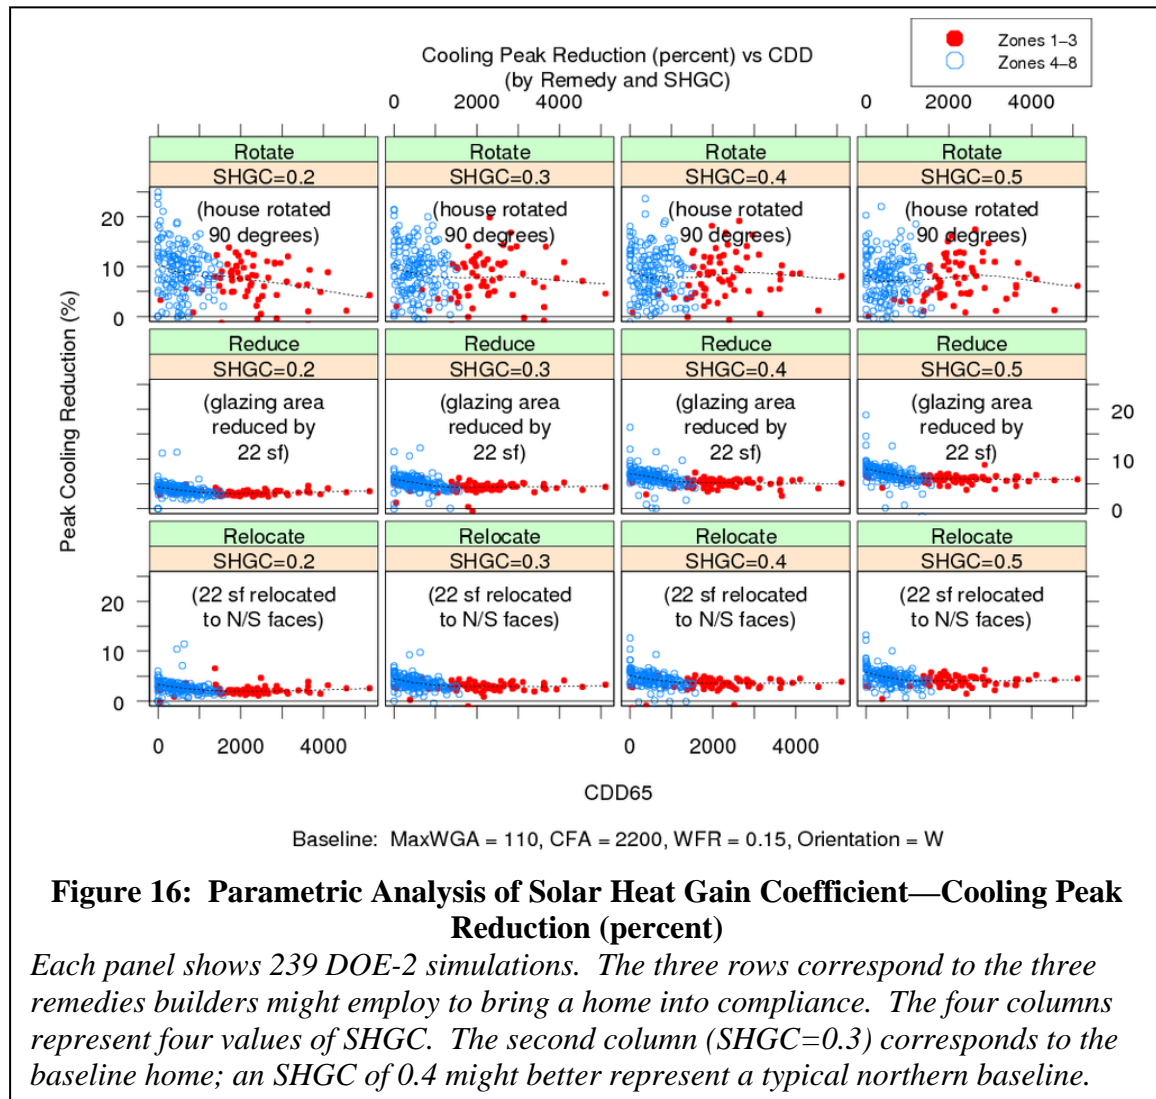 Cooling Peak Reduction (percent) vs CDD
(by Remedy and SHGC)
Zones 1–3
Zones 4–8
0 2000 4000 0 2000 4000
Rotate Rotate Rotate Rotate
SHGC=0.2 SHGC=0.3 SHGC=0.4 SHGC=0.5
(house rotated (house rotated (house rotated (house rotated
90 degrees) 90 degrees) 90 degrees) 90 degrees)
20
10
0
Reduce Reduce Reduce Reduce
SHGC=0.2 SHGC=0.3 SHGC=0.4 SHGC=0.5
(glazing area (glazing area (glazing area (glazing area
reduced by reduced by reduced by reduced by
22 sf) 22 sf) 22 sf) 22 sf)
20
10
0
Relocate Relocate Relocate Relocate
SHGC=0.2 SHGC=0.3 SHGC=0.4 SHGC=0.5
(22 sf relocated (22 sf relocated (22 sf relocated (22 sf relocated
to N/S faces) to N/S faces) to N/S faces) to N/S faces)
20
10
0
0 2000 4000 0 2000 4000
Peak Cooling Reduction (%)
CDD65
Baseline: MaxWGA = 110, CFA = 2200, WFR = 0.15, Orientation = W
Figure 16: Parametric Analysis of Solar Heat Gain Coefficient—Cooling Peak
Reduction (percent)
Each panel shows 239 DOE-2 simulations. The three rows correspond to the three
remedies builders might employ to bring a home into compliance. The four columns
represent four values of SHGC. The second column (SHGC=0.3) corresponds to the
baseline home; an SHGC of 0.4 might better represent a typical northern baseline.